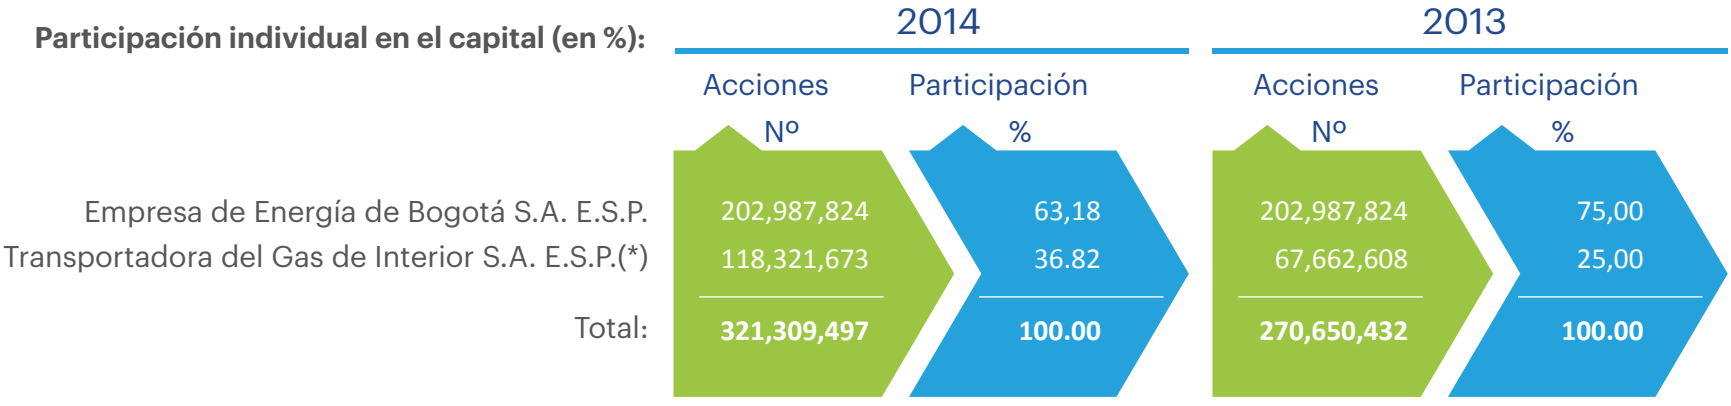 2014 2013
Participación individual en el capital (en %):
Acciones Participación Acciones Participación
Nº % Nº %
Empresa de Energía de Bogotá S.A. E.S.P. 202,987,824 63,18 202,987,824 75,00
Transportadora del Gas de Interior S.A. E.S.P.(*) 118,321,673 36.82 67,662,608 25,00
Total: 321,309,497 100.00 270,650,432 100.00